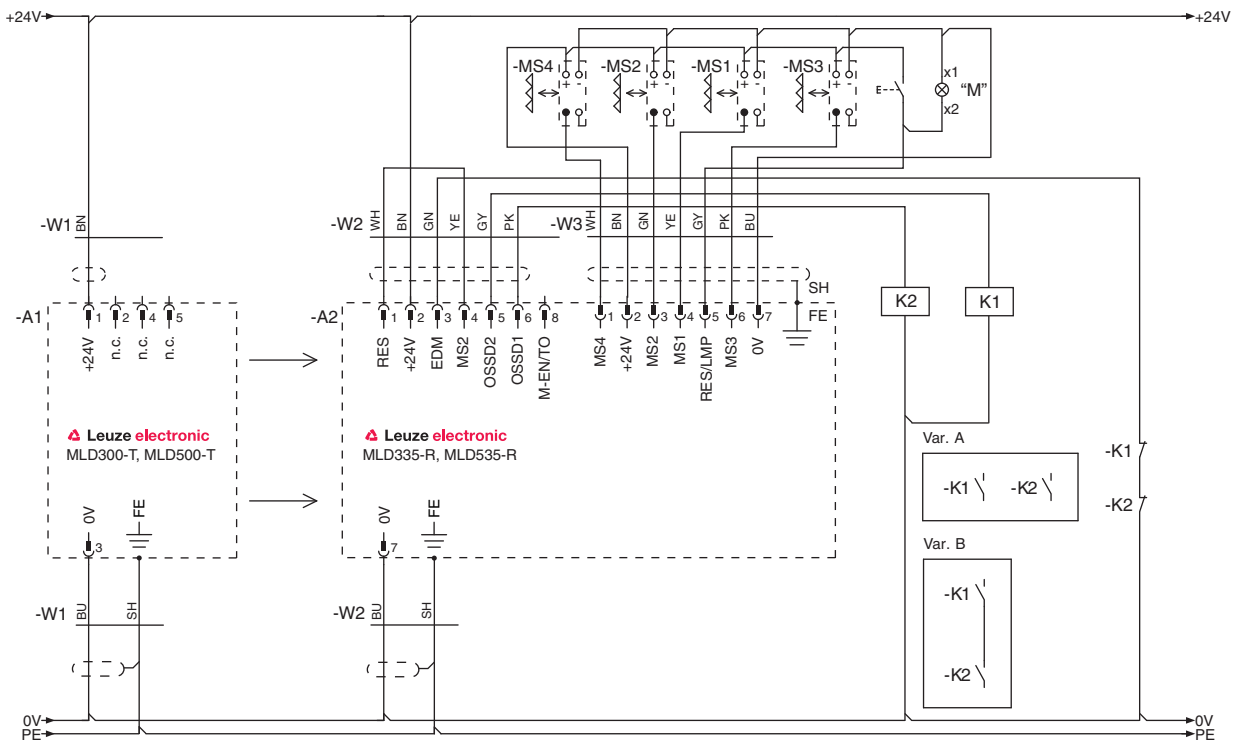 +24V
+24V
-MS4
-MS2
-MS1
-MS3
+ -
+ -
+ -
+ -
E
x1
"M"
x2
-W1
BN
-W2
WH
BN
GN
YE
GY
PK
-W3
WH
BN
GN
YE
GY
PK
BU
SH
-A1
1
2
4
5
+24V
n.c.
n.c.
n.c.
-A2
1
2
3
4
5
6
8
RES
+24V
EDM
MS2
OSSD2
OSSD1
M-EN/TO
1
2
3
4
5
6
7
FE
MS4
+24V
MS2
MS1
RES/LMP
MS3
0V
K2
K1
Leuze electronic
MLD300-T, MLD500-T
Leuze electronic
MLD335-R, MLD535-R
Var. A
-K1
-K2
-K1
-K2
Var. B
-K1
-K2
0V
FE
3
0V
FE
7
-W1
BU
SH
-W2
BU
SH
0V
0V
PE
PE